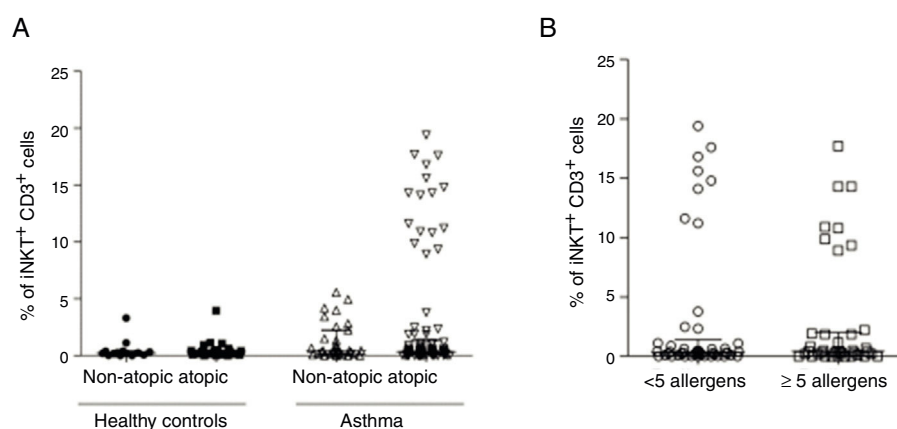 A
% of iNKT⁺ CD3⁺ cells
25
20
15
10
5
0
Non-atopic atopic
Non-atopic atopic
Healthy controls
Asthma
B
% of iNKT⁺ CD3⁺ cells
25
20
15
10
5
0
<5 allergens
≥ 5 allergens